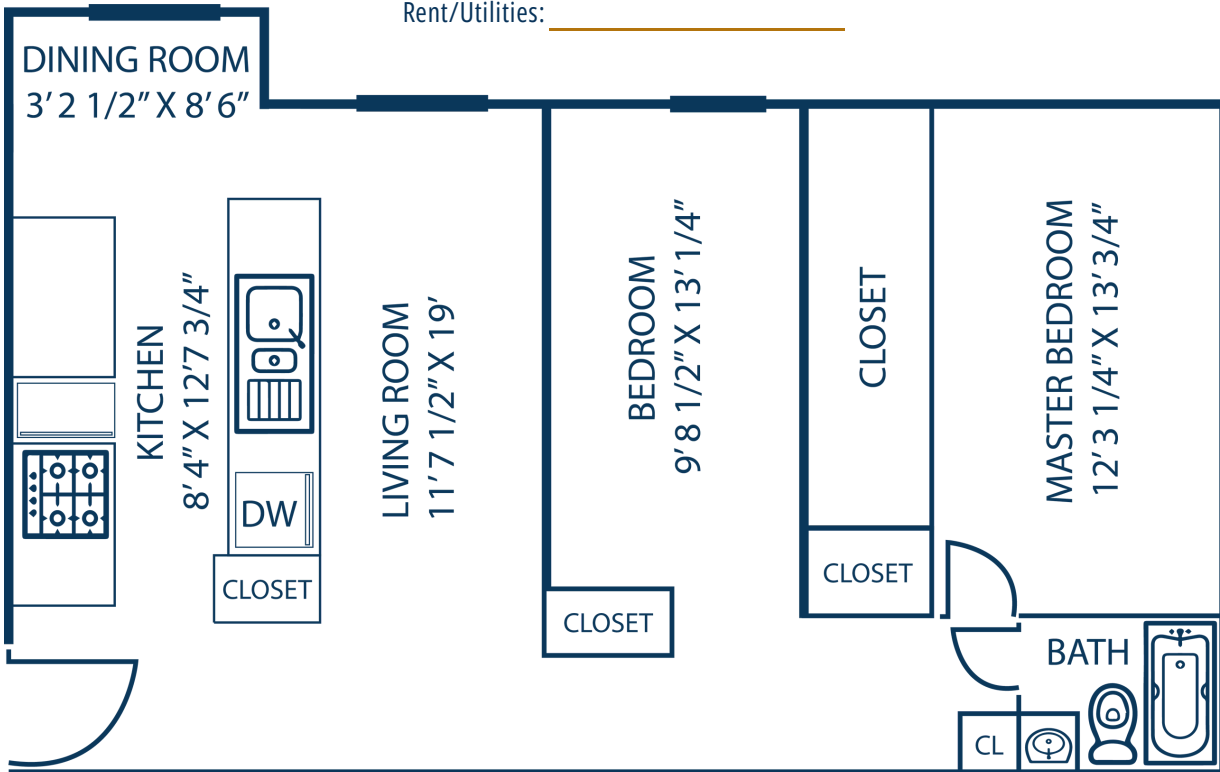 Rent/Utilities:
DINING ROOM
3’ 2 1/2” X 8’ 6”
KITCHEN
8’ 4” X 12’7 3/4”
DW
CLOSET
LIVING ROOM
11’ 7 1/2” X 19’
BEDROOM
9’ 8 1/2” X 13’ 1/4”
CLOSET
CLOSET
CLOSET
MASTER BEDROOM
12’ 3 1/4” X 13’ 3/4”
BATH
CL